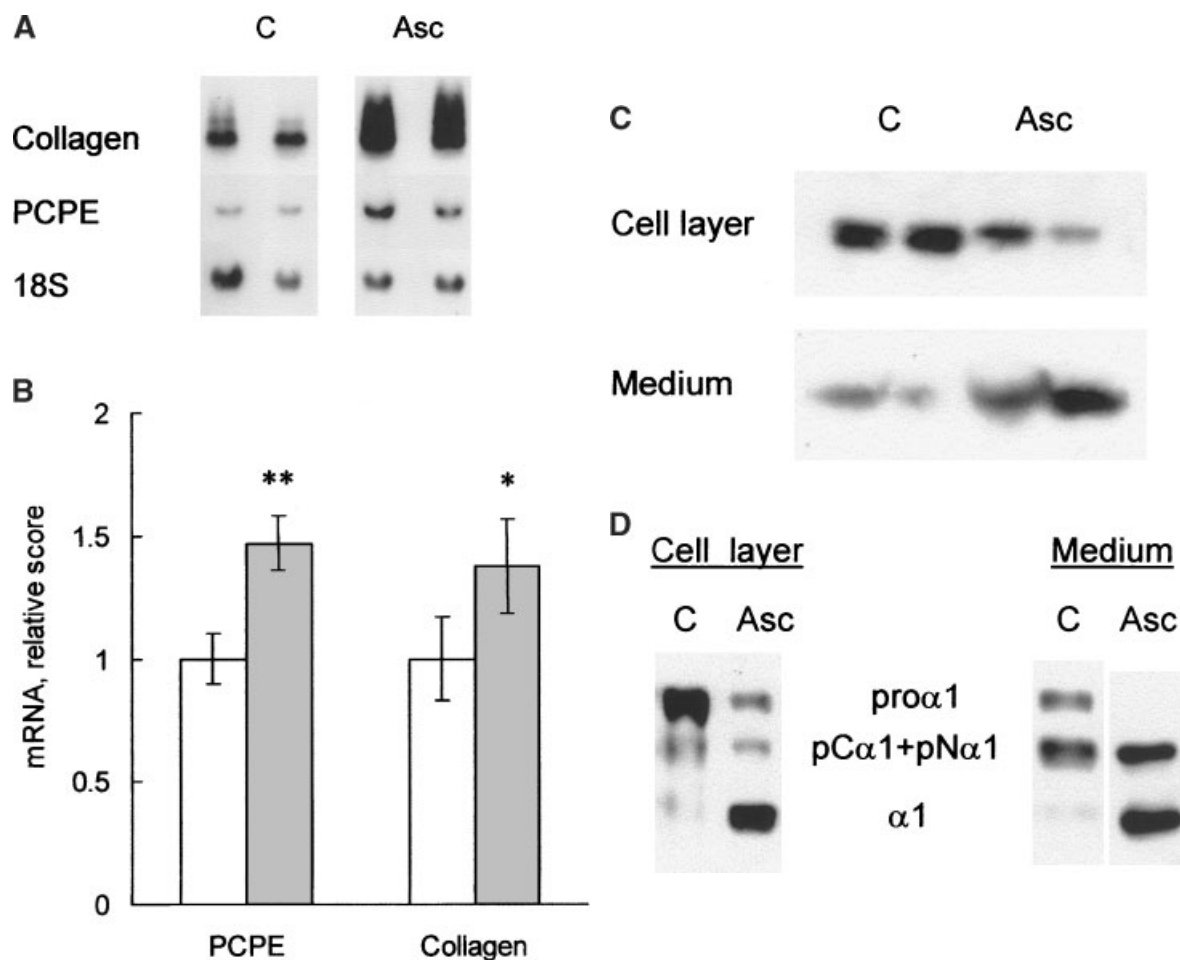 A
C Asc
Collagen
PCPE
18S
B
mRNA, relative score
2
1.5
1
0.5
0
**
*
PCPE Collagen
C
C Asc
Cell layer
Medium
D
Cell layer Medium
C Asc C Asc
proα1
pCα1+pNα1
α1